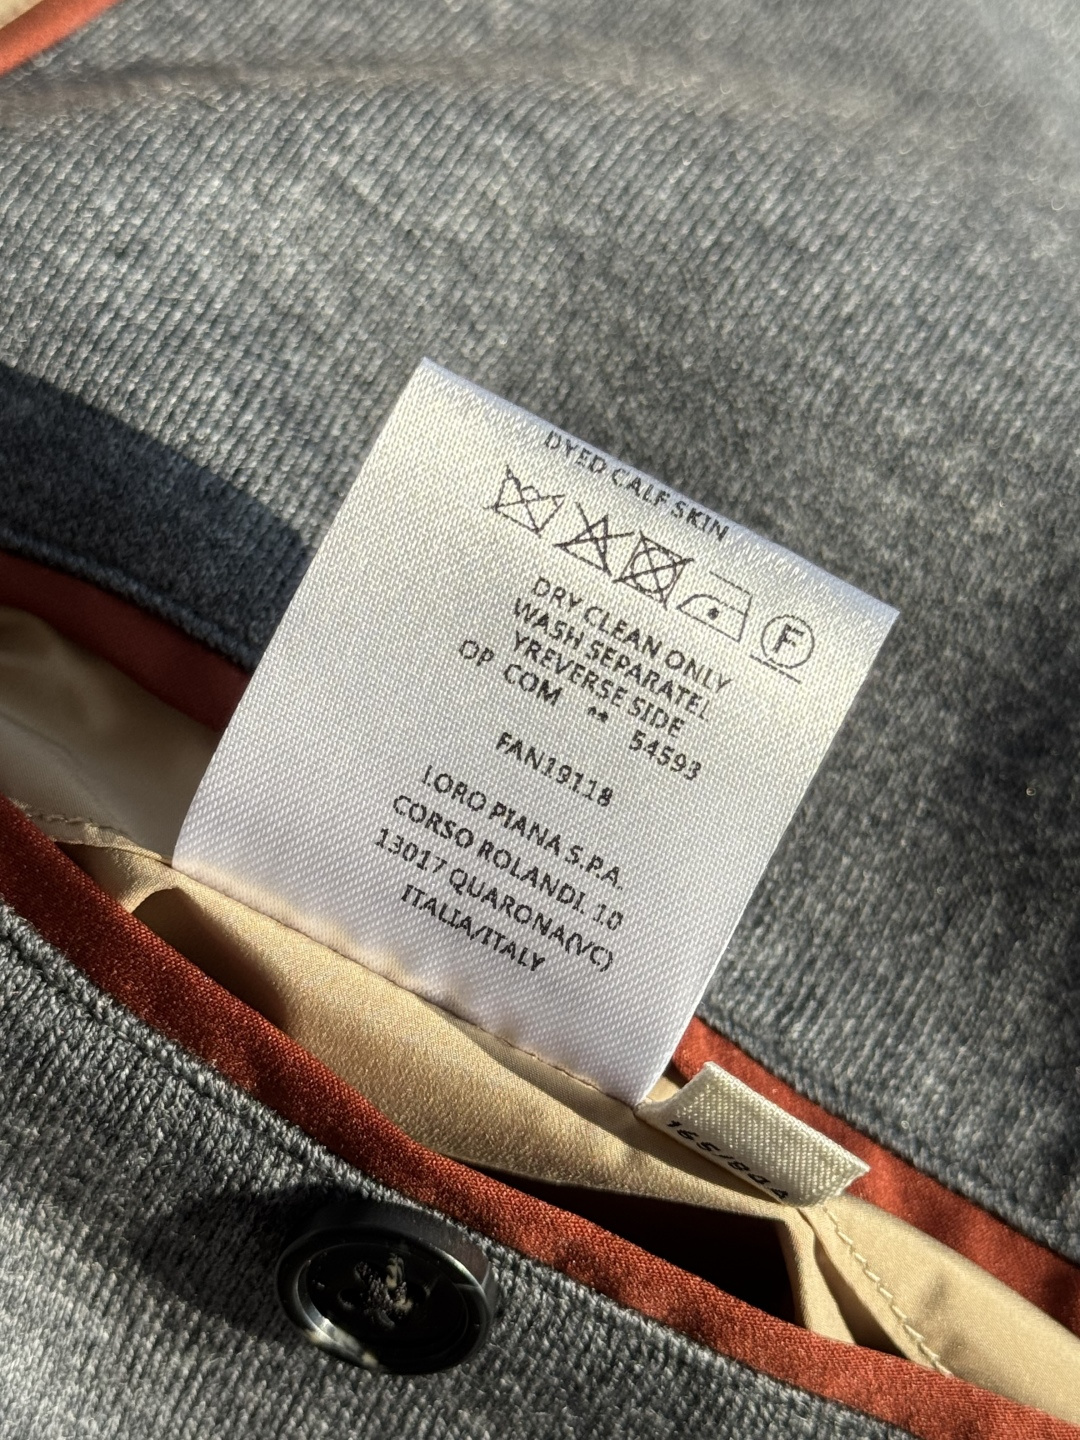 DYED CALF SKIN
F
DRY CLEAN ONLY
WASH SEPARATEL
YREVERSE SIDE
OP COM ** 54593
FAN19118
LORO PIANA S.P.A.
CORSO ROLANDI, 10
13017 QUARONA(VC)
ITALIA/ITALY
165/88A